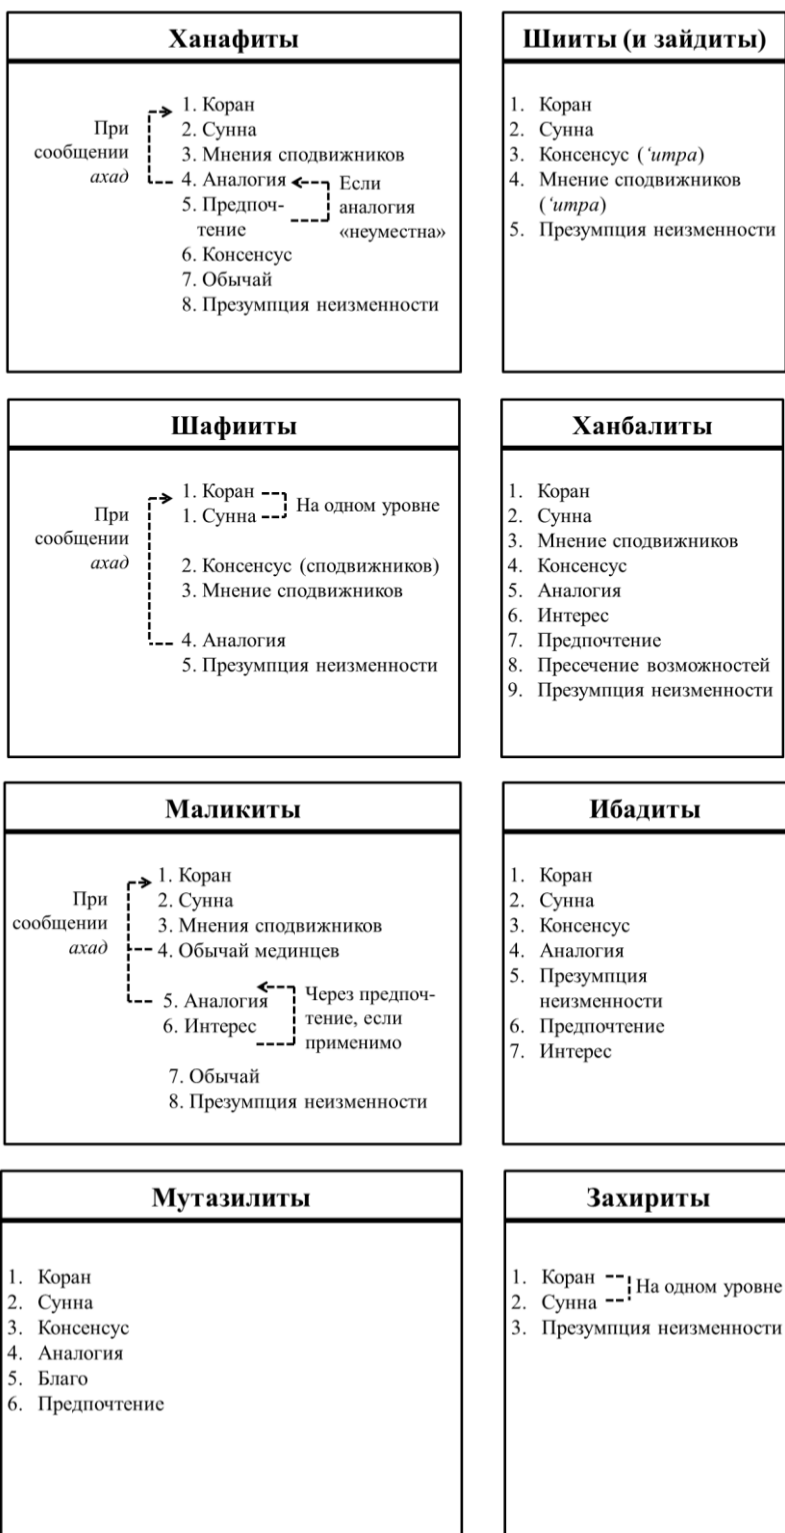 Ханафиты
При
сообщении
ахад
1. Коран
2. Сунна
3. Мнения сподвижников
4. Аналогия
5. Предпоч-
тение
6. Консенсус
7. Обычай
8. Презумпция неизменности
Если
аналогия
«неуместна»
Шииты (и зайдиты)
1. Коран
2. Сунна
3. Консенсус (‘итра)
4. Мнение сподвижников
(‘итра)
5. Презумпция неизменности
Шафииты
При
сообщении
ахад
1. Коран
1. Сунна
На одном уровне
2. Консенсус (сподвижников)
3. Мнение сподвижников
4. Аналогия
5. Презумпция неизменности
Ханбалиты
1. Коран
2. Сунна
3. Мнение сподвижников
4. Консенсус
5. Аналогия
6. Интерес
7. Предпочтение
8. Пресечение возможностей
9. Презумпция неизменности
Маликиты
При
сообщении
ахад
1. Коран
2. Сунна
3. Мнения сподвижников
4. Обычай мединцев
5. Аналогия
6. Интерес
Через предпоч-
тение, если
применимо
7. Обычай
8. Презумпция неизменности
Ибадиты
1. Коран
2. Сунна
3. Консенсус
4. Аналогия
5. Презумпция
неизменности
6. Предпочтение
7. Интерес
Мутазилиты
1. Коран
2. Сунна
3. Консенсус
4. Аналогия
5. Благо
6. Предпочтение
Захириты
1. Коран
2. Сунна
На одном уровне
3. Презумпция неизменности